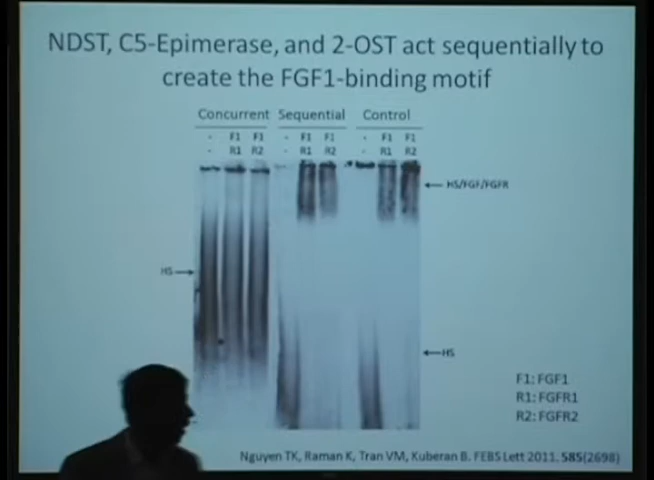 NDST, C5-Epimerase, and 2-OST act sequentially to
create the FGF1-binding motif
Concurrent Sequential Control
- F1 F1 - F1 F1 - F1 F1
- R1 R2 - R1 R2 - R1 R2
HS/FGF/FGFR
HS
HS
F1: FGF1
R1: FGFR1
R2: FGFR2
Nguyen TK, Raman K, Tran VM, Kuberan B. FEBS Lett 2011. 585(2698)